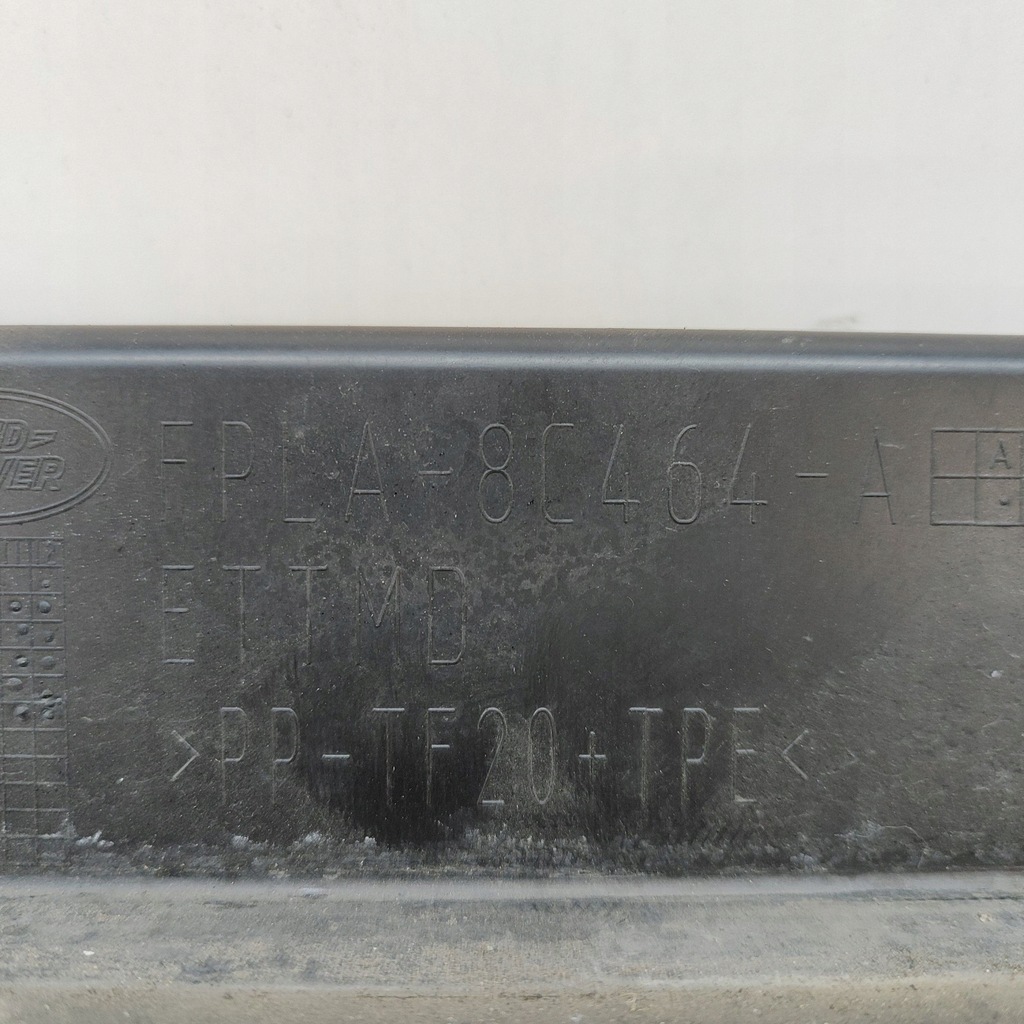 FPLA-8C464-A
ETTMD
>PP-TF20+TPE<
A